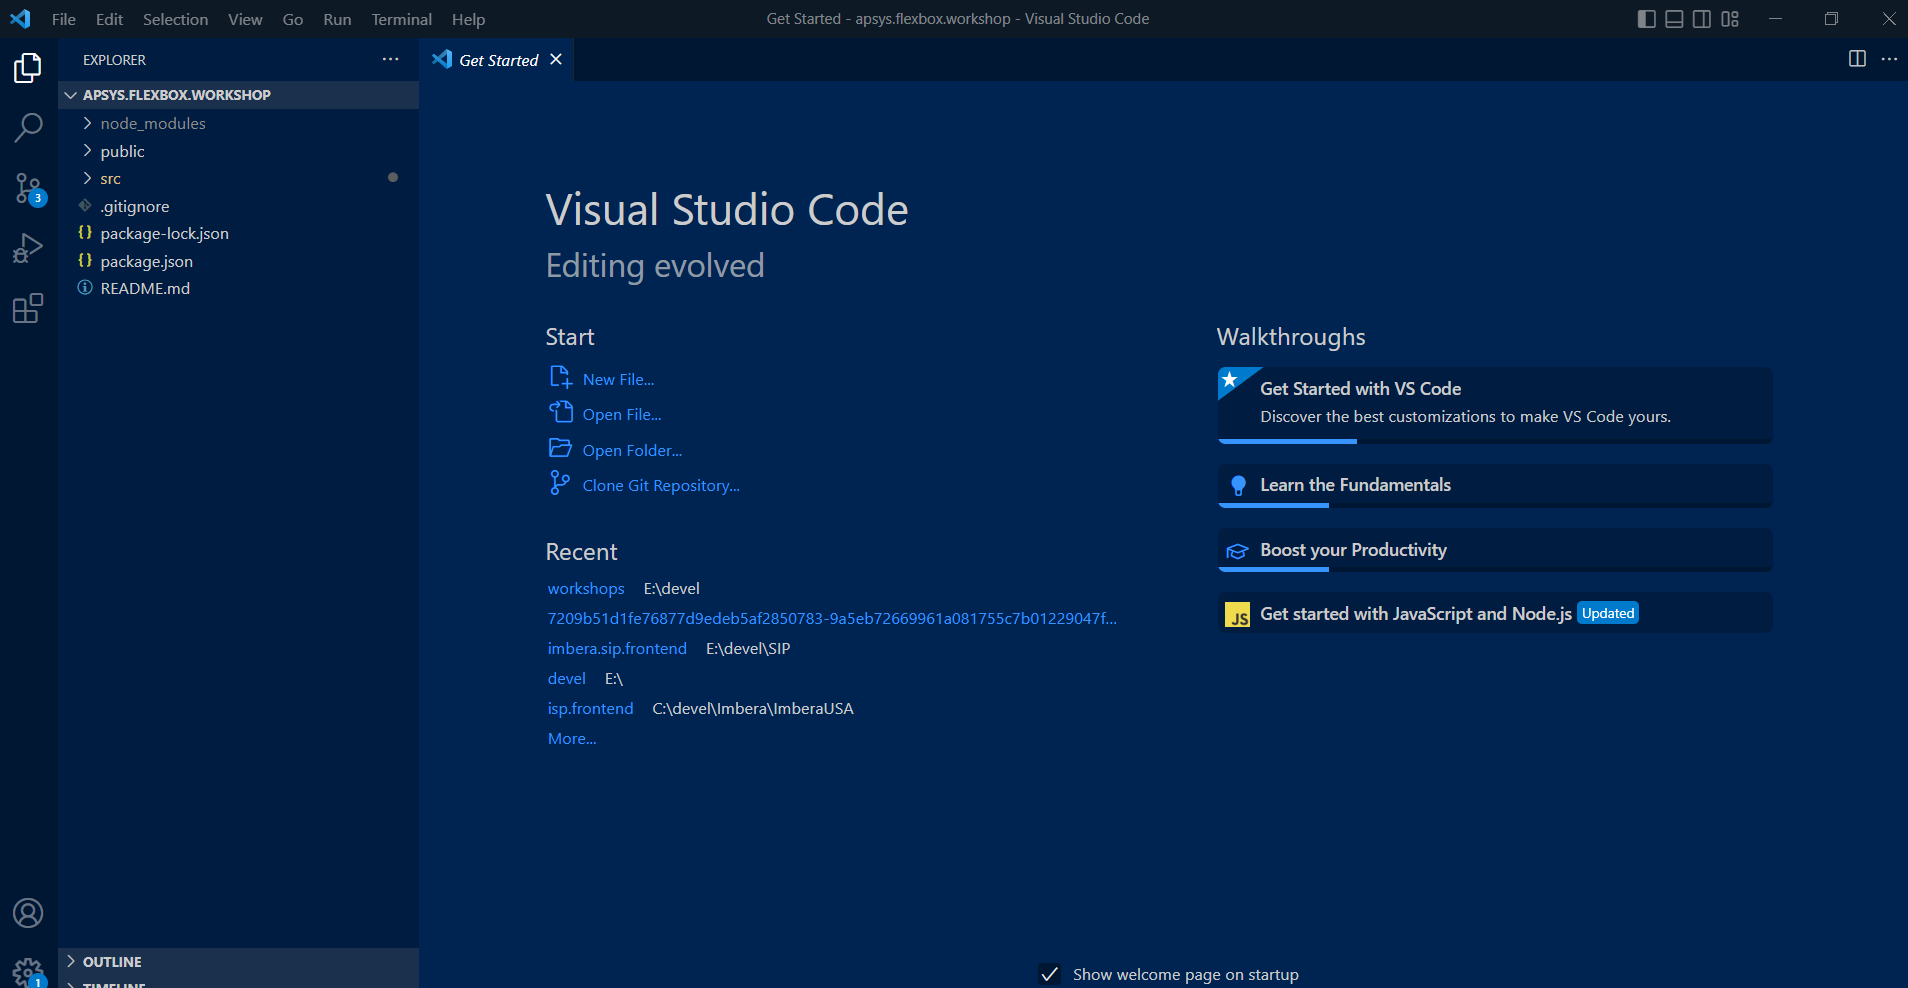 File Edit Selection View Go Run Terminal Help
Get Started - apsys.flexbox.workshop - Visual Studio Code
EXPLORER
Get Started
APSYS.FLEXBOX.WORKSHOP
node_modules
public
src
.gitignore
package-lock.json
package.json
README.md
3
Visual Studio Code
Editing evolved
Start
New File...
Open File...
Open Folder...
Clone Git Repository...
Recent
workshops E:\devel
7209b51d1fe76877d9edeb5af2850783-9a5eb72669961a081755c7b01229047f...
imbera.sip.frontend E:\devel\SIP
devel E:\
isp.frontend C:\devel\Imbera\ImberaUSA
More...
Walkthroughs
Get Started with VS Code
Discover the best customizations to make VS Code yours.
Learn the Fundamentals
Boost your Productivity
JS Get started with JavaScript and Node.js Updated
OUTLINE
TIMELINE
1
Show welcome page on startup